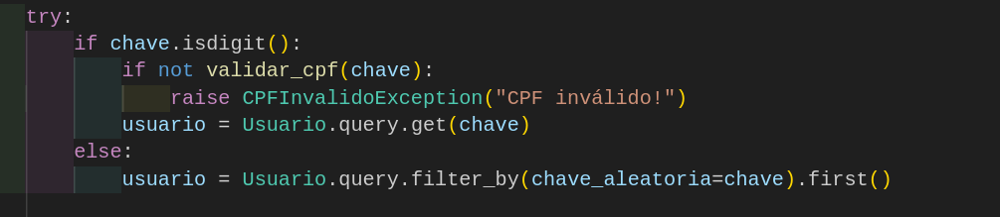 try:
    if chave.isdigit():
        if not validar_cpf(chave):
            raise CPFInvalidoException("CPF inválido!")
        usuario = Usuario.query.get(chave)
    else:
        usuario = Usuario.query.filter_by(chave_aleatoria=chave).first()